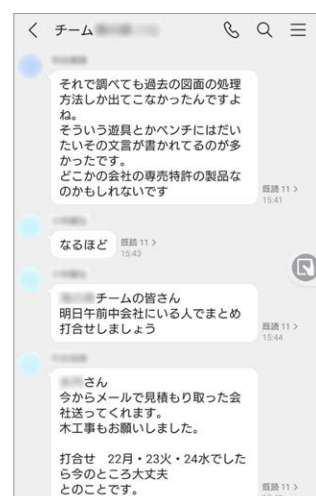 チーム
それで調べても過去の図面の処理
方法しか出てこなかったんですよ
ね。
そういう遊具とかベンチにはだい
たいその文言が書かれてるのが多
かったです。
どこかの会社の専売特許の製品な
のかもしれないです
既読 11 >
15:41
なるほど
既読 11 >
15:43
チームの皆さん
明日午前中会社にいる人でまとめ
打合せしましょう
既読 11 >
15:44
さん
今からメールで見積もり取った会
社送ってくれます。
木工事もお願いしました。
打合せ 22月・23火・24水でした
ら今のところ大丈夫
とのことです。
既読 11 >